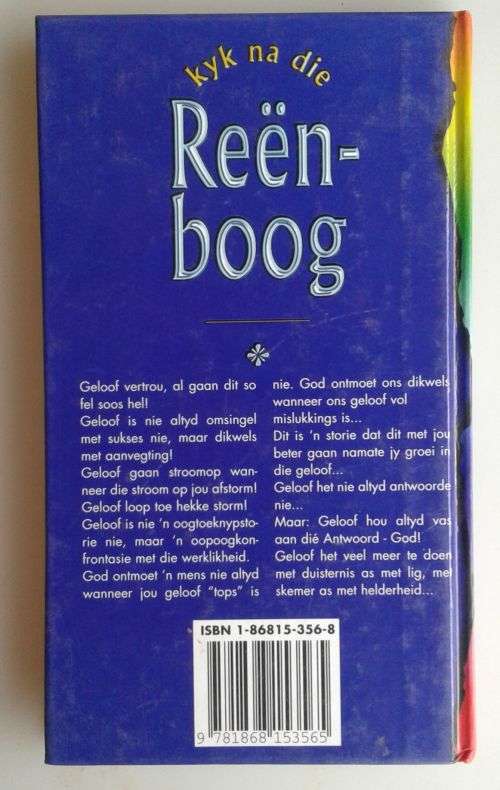 kyk na die
Reën-
boog
Geloof vertrou, al gaan dit so
fel soos hel!
Geloof is nie altyd omsingel
met sukses nie, maar dikwels
met aanvegting!
Geloof gaan stroomop wan-
neer die stroom op jou afstorm!
Geloof loop toe hekke storm!
Geloof is nie 'n oogtoeknypsto-
rie nie, maar 'n oopoogkon-
frontasie met die werklikheid.
God ontmoet 'n mens nie altyd
wanneer jou geloof "tops" is
nie. God ontmoet ons dikwels
wanneer ons geloof vol
mislukkings is...
Dit is 'n storie dat dit met jou
beter gaan namate jy groei in
die geloof...
Geloof het nie altyd antwoorde
nie...
Maar: Geloof hou altyd vas
aan dié Antwoord - God!
Geloof het veel meer te doen
met duisternis as met lig, met
skemer as met helderheid...
ISBN 1-86815-356-8
9 781868 153565